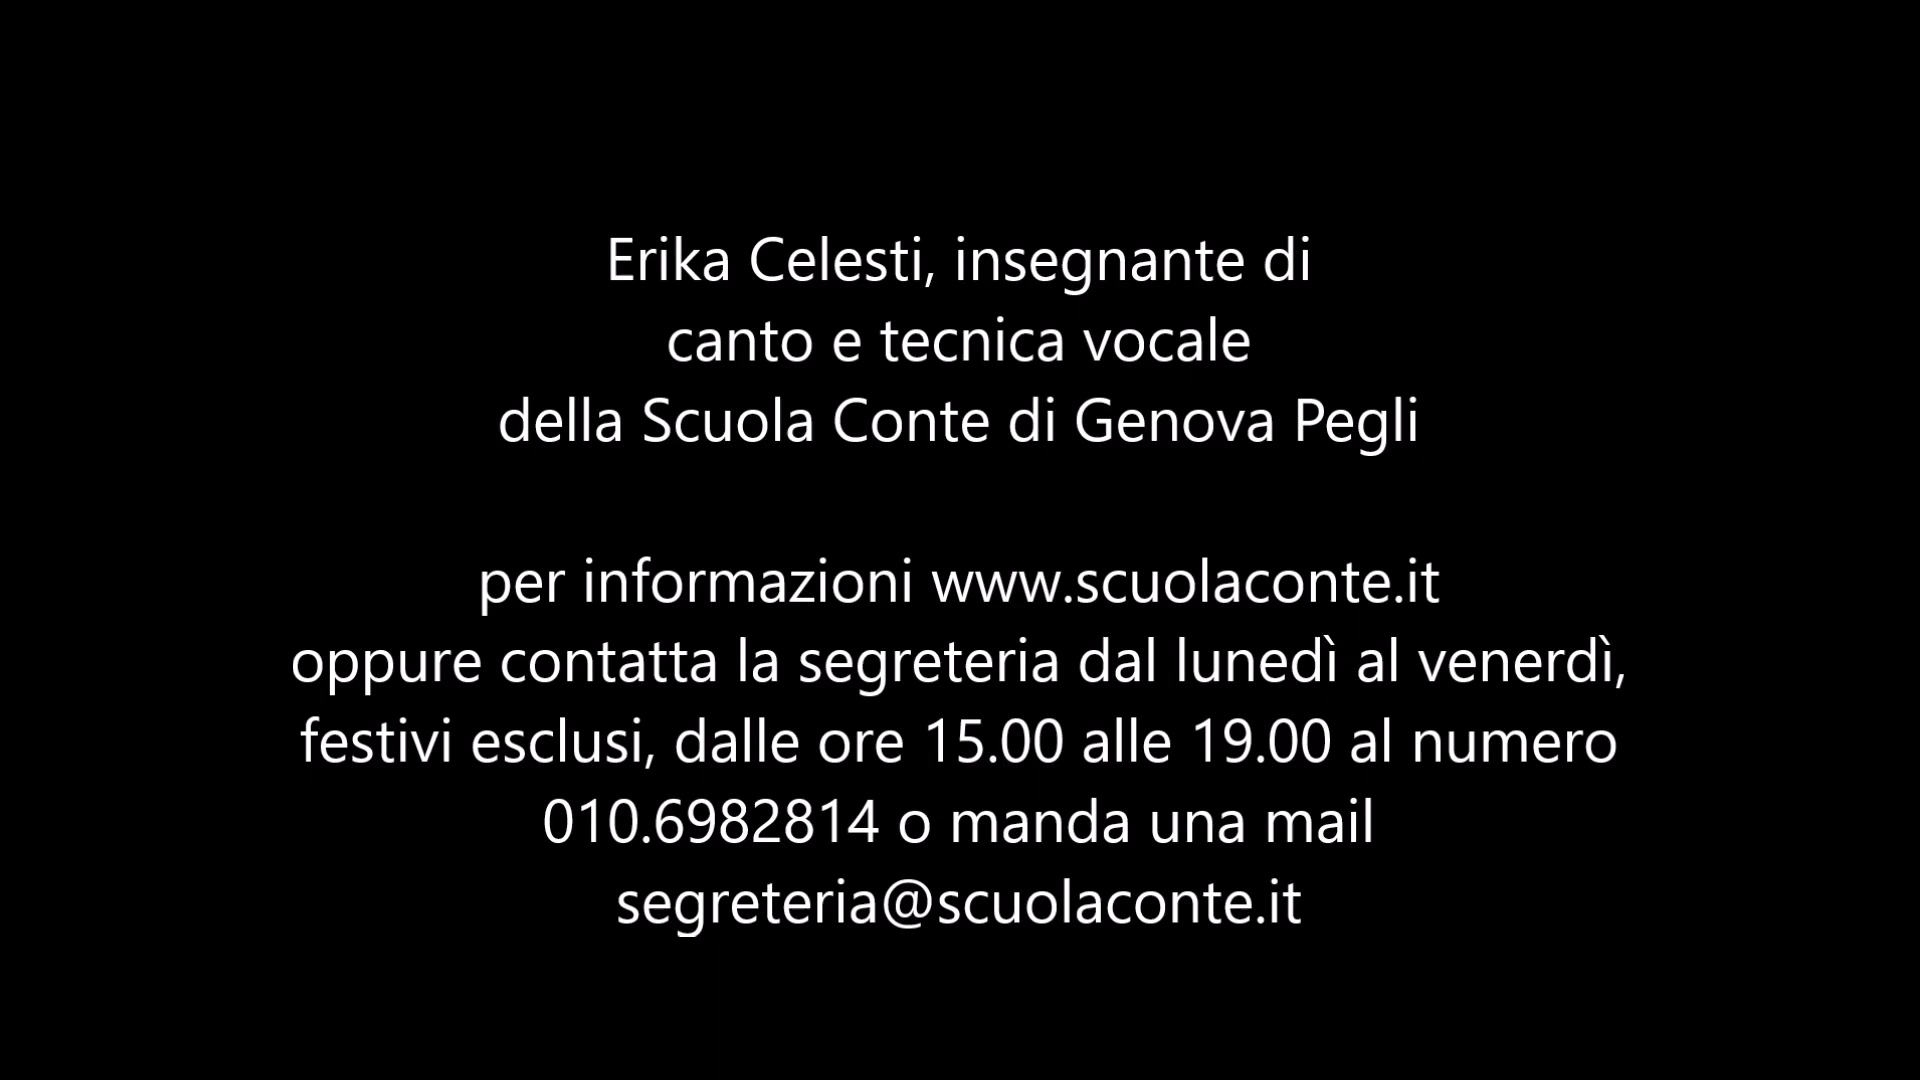 Erika Celesti, insegnante di
canto e tecnica vocale
della Scuola Conte di Genova Pegli
per informazioni www.scuolaconte.it
oppure contatta la segreteria dal lunedì al venerdì,
festivi esclusi, dalle ore 15.00 alle 19.00 al numero
010.6982814 o manda una mail
segreteria@scuolaconte.it